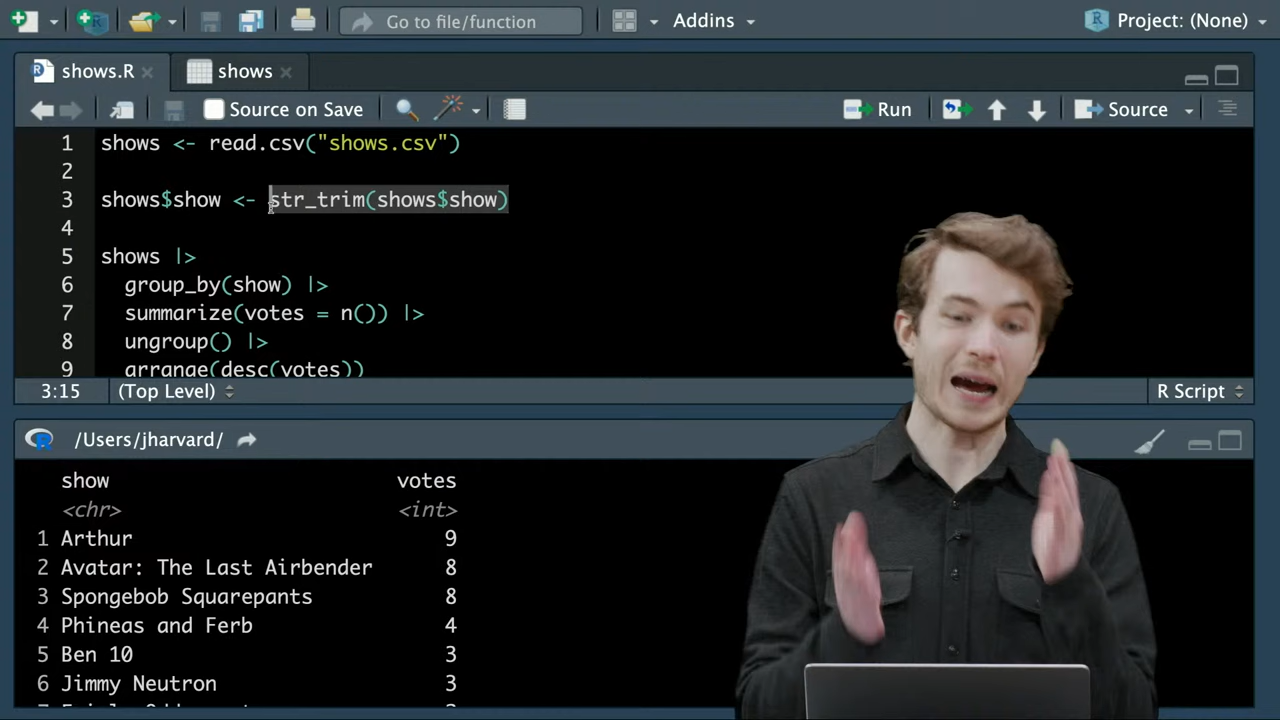 Go to file/function
Addins
Project: (None)
shows.R
shows
Source on Save
Run
Source
1 shows <- read.csv("shows.csv")
2
3 shows$show <- str_trim(shows$show)
4
5 shows |>
6 group_by(show) |>
7 summarize(votes = n()) |>
8 ungroup() |>
9 arrange(desc(votes))
3:15
(Top Level)
R Script
/Users/jharvard/
show votes
<chr> <int>
1 Arthur 9
2 Avatar: The Last Airbender 8
3 Spongebob Squarepants 8
4 Phineas and Ferb 4
5 Ben 10 3
6 Jimmy Neutron 3